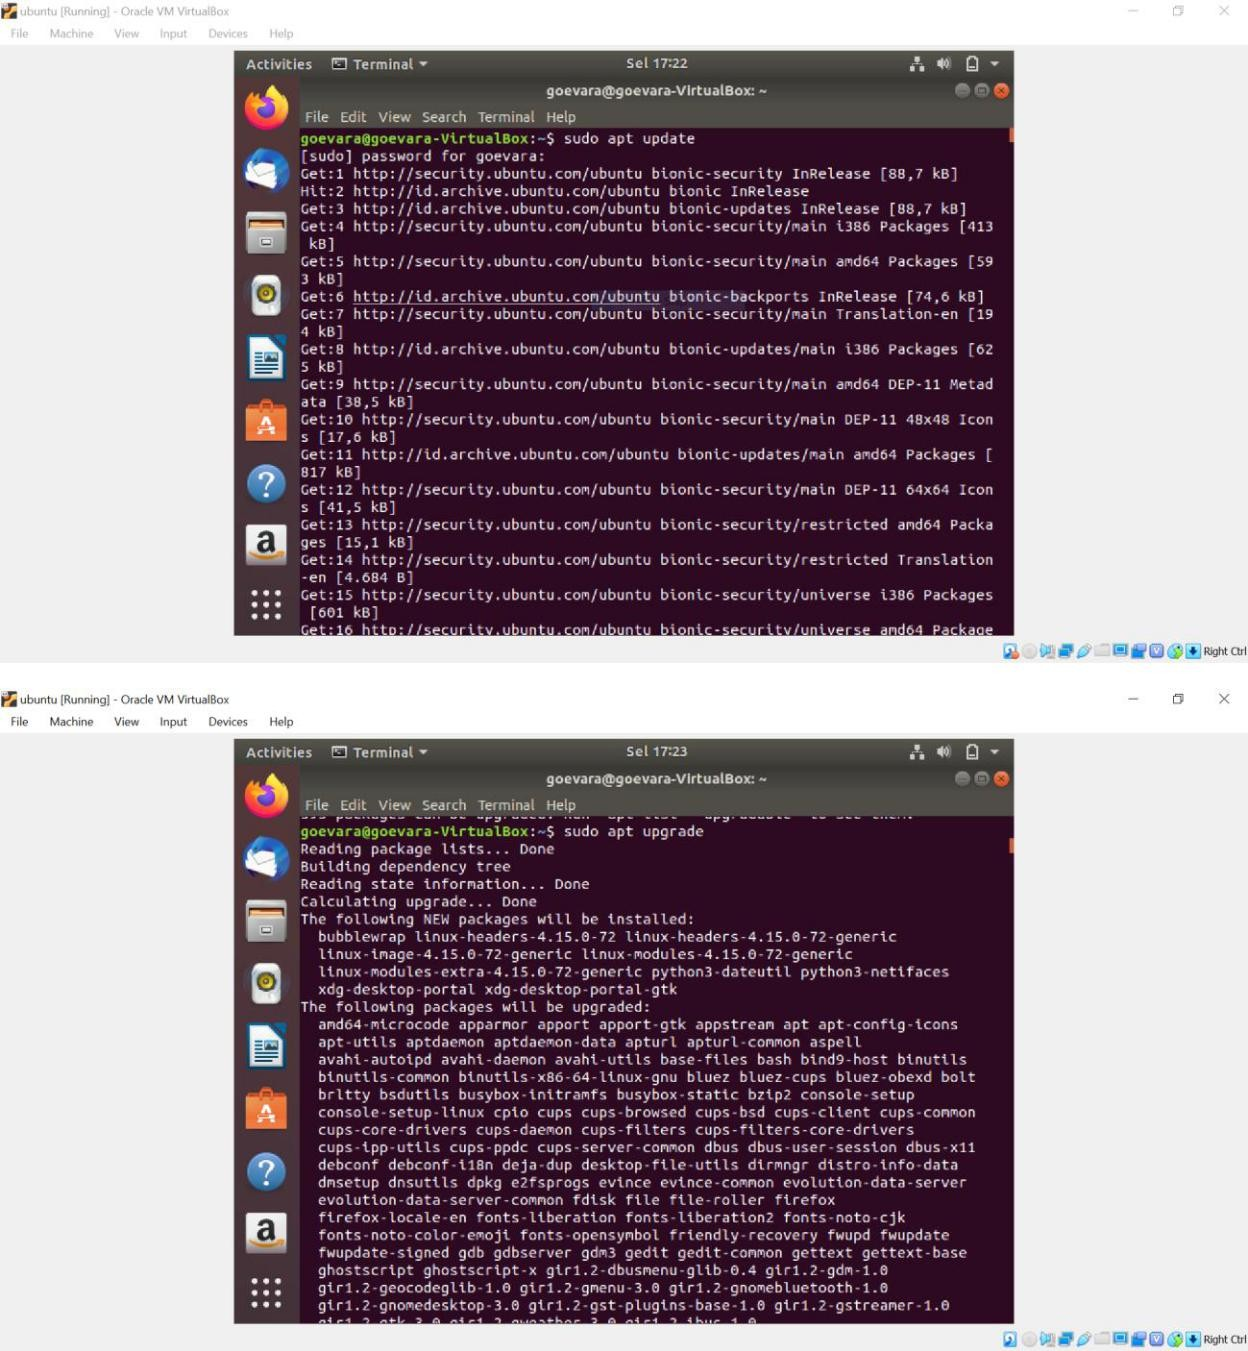 ubuntu [Running] - Oracle VM VirtualBox
File Machine View Input Devices Help
Activities Terminal Sel 17:22
goevara@goevara-VirtualBox: ~
File Edit View Search Terminal Help
goevara@goevara-VirtualBox:~$ sudo apt update
[sudo] password for goevara:
Get:1 http://security.ubuntu.com/ubuntu bionic-security InRelease [88,7 kB]
Hit:2 http://id.archive.ubuntu.com/ubuntu bionic InRelease
Get:3 http://id.archive.ubuntu.com/ubuntu bionic-updates InRelease [88,7 kB]
Get:4 http://security.ubuntu.com/ubuntu bionic-security/main i386 Packages [413
kB]
Get:5 http://security.ubuntu.com/ubuntu bionic-security/main amd64 Packages [59
3 kB]
Get:6 http://id.archive.ubuntu.com/ubuntu bionic-backports InRelease [74,6 kB]
Get:7 http://security.ubuntu.com/ubuntu bionic-security/main Translation-en [19
4 kB]
Get:8 http://id.archive.ubuntu.com/ubuntu bionic-updates/main i386 Packages [62
5 kB]
Get:9 http://security.ubuntu.com/ubuntu bionic-security/main amd64 DEP-11 Metad
ata [38,5 kB]
Get:10 http://security.ubuntu.com/ubuntu bionic-security/main DEP-11 48x48 Icon
s [17,6 kB]
Get:11 http://id.archive.ubuntu.com/ubuntu bionic-updates/main amd64 Packages [
817 kB]
Get:12 http://security.ubuntu.com/ubuntu bionic-security/main DEP-11 64x64 Icon
s [41,5 kB]
Get:13 http://security.ubuntu.com/ubuntu bionic-security/restricted amd64 Packa
ges [15,1 kB]
Get:14 http://security.ubuntu.com/ubuntu bionic-security/restricted Translation
-en [4.684 B]
Get:15 http://security.ubuntu.com/ubuntu bionic-security/universe i386 Packages
[601 kB]
Get:16 http://security.ubuntu.com/ubuntu bionic-security/universe amd64 Package
Right Ctrl
ubuntu [Running] - Oracle VM VirtualBox
File Machine View Input Devices Help
Activities Terminal Sel 17:23
goevara@goevara-VirtualBox: ~
File Edit View Search Terminal Help
goevara@goevara-VirtualBox:~$ sudo apt upgrade
Reading package lists... Done
Building dependency tree
Reading state information... Done
Calculating upgrade... Done
The following NEW packages will be installed:
bubblewrap linux-headers-4.15.0-72 linux-headers-4.15.0-72-generic
linux-image-4.15.0-72-generic linux-modules-4.15.0-72-generic
linux-modules-extra-4.15.0-72-generic python3-dateutil python3-netifaces
xdg-desktop-portal xdg-desktop-portal-gtk
The following packages will be upgraded:
amd64-microcode apparmor apport apport-gtk appstream apt apt-config-icons
apt-utils aptdaemon aptdaemon-data apturl apturl-common aspell
avahi-autoipd avahi-daemon avahi-utils base-files bash bind9-host binutils
binutils-common binutils-x86-64-linux-gnu bluez bluez-cups bluez-obexd bolt
brltty bsdutils busybox-initramfs busybox-static bzip2 console-setup
console-setup-linux cpio cups cups-browsed cups-bsd cups-client cups-common
cups-core-drivers cups-daemon cups-filters cups-filters-core-drivers
cups-ipp-utils cups-ppdc cups-server-common dbus dbus-user-session dbus-x11
debconf debconf-i18n deja-dup desktop-file-utils dirmngr distro-info-data
dmsetup dnsutils dpkg e2fsprogs evince evince-common evolution-data-server
evolution-data-server-common fdisk file file-roller firefox
firefox-locale-en fonts-liberation fonts-liberation2 fonts-noto-cjk
fonts-noto-color-emoji fonts-opensymbol friendly-recovery fwupd fwupdate
fwupdate-signed gdb gdbserver gdm3 gedit gedit-common gettext gettext-base
ghostscript ghostscript-x gir1.2-dbusmenu-glib-0.4 gir1.2-gdm-1.0
gir1.2-geocodeglib-1.0 gir1.2-gmenu-3.0 gir1.2-gnomebluetooth-1.0
gir1.2-gnomedesktop-3.0 gir1.2-gst-plugins-base-1.0 gir1.2-gstreamer-1.0
gir1.2-gtk-3.0 gir1.2-gweather-3.0 gir1.2-ibus-1.0
Right Ctrl